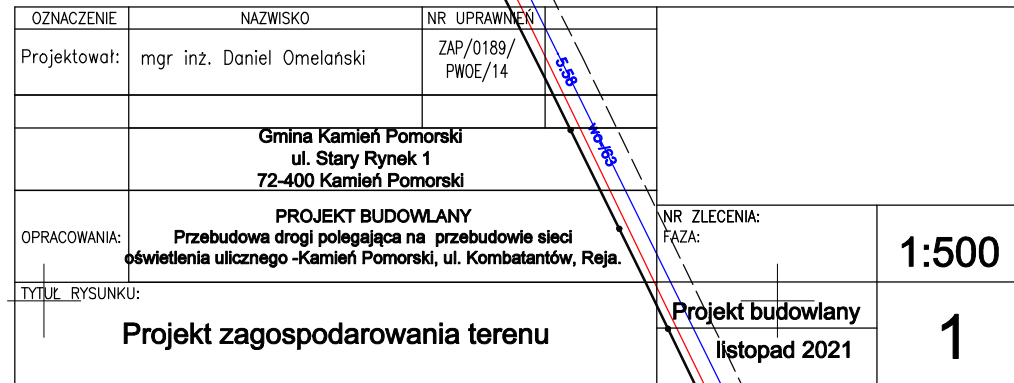 OZNACZENIE NAZWISKO NR UPRAWNIEŃ
Projektował: mgr inż. Daniel Omelański ZAP/0189/
PWOE/14
5.58
wo-/63
Gmina Kamień Pomorski
ul. Stary Rynek 1
72-400 Kamień Pomorski
OPRACOWANIA:
PROJEKT BUDOWLANY
Przebudowa drogi polegająca na przebudowie sieci
oświetlenia ulicznego -Kamień Pomorski, ul. Kombatantów, Reja.
NR ZLECENIA:
FAZA:
1:500
TYTUŁ RYSUNKU:
Projekt zagospodarowania terenu
Projekt budowlany
listopad 2021
1